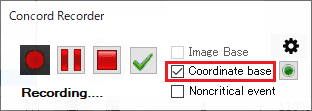 Concord Recorder
Image Base
Coordinate base
Recording....
Noncritical event